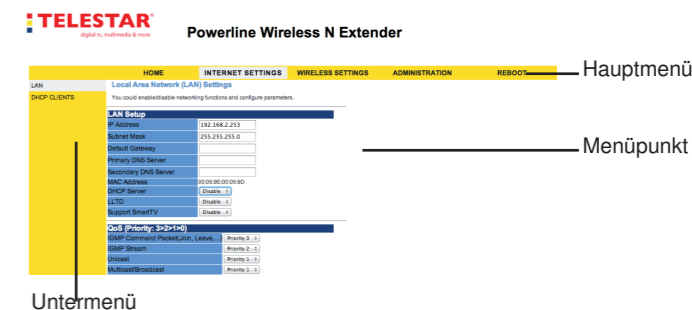 TELESTAR
digital tv, multimedia & more
Powerline Wireless N Extender
HOME INTERNET SETTINGS WIRELESS SETTINGS ADMINISTRATION REBOOT
Hauptmenü
LAN
DHCP CLIENTS
Local Area Network (LAN) Settings
You could enable/disable networking functions and configure parameters.
LAN Setup
IP Address 192.168.2.253
Subnet Mask 255.255.255.0
Default Gateway
Primary DNS Server
Secondary DNS Server
MAC Address 00:05:9E:00:05:9D
DHCP Server Disable
LLTD Disable
Support SmartTV Disable
Menüpunkt
QoS (Priority: 3>2>1>0)
IGMP Command Packet(Join, Leave,...) Priority 3
IGMP Stream Priority 2
Unicast Priority 1
Multicast/Broadcast Priority 1
Untermenü